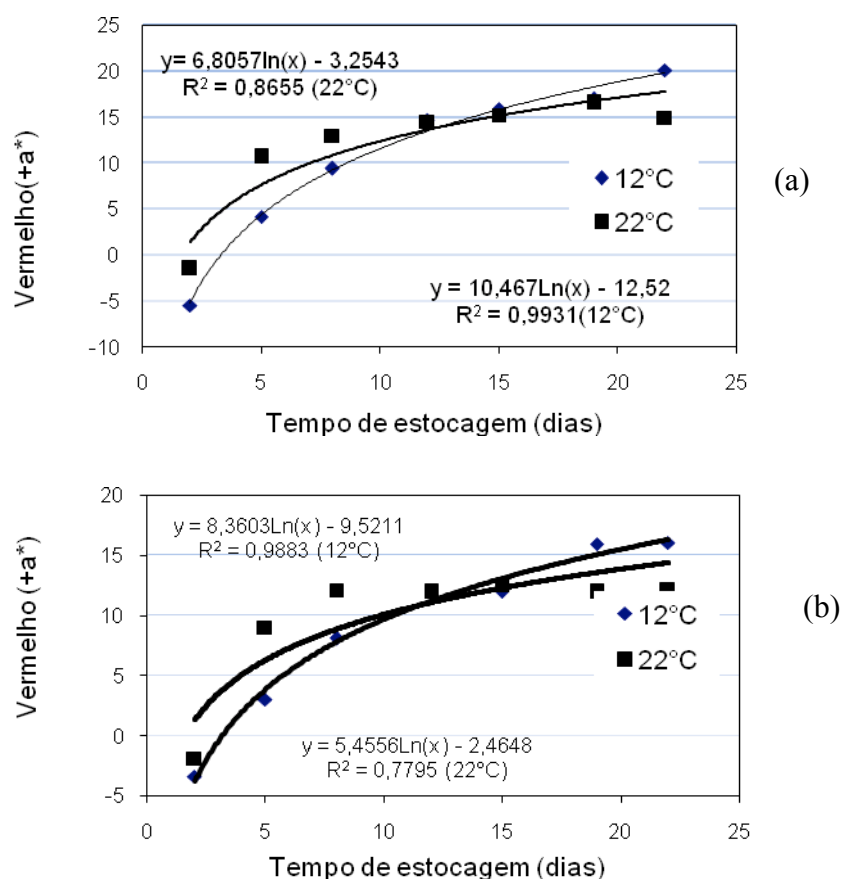 25
20
15
10
5
0
-5
-10
Vermelho(+a*)
y= 6,8057ln(x) - 3,2543
R² = 0,8655 (22°C)
12°C
22°C
y = 10,467Ln(x) - 12,52
R² = 0,9931(12°C)
0 5 10 15 20 25
Tempo de estocagem (dias)
(a)
20
15
10
5
0
-5
Vermelho (+a*)
y = 8,3603Ln(x) - 9,5211
R² = 0,9883 (12°C)
12°C
22°C
y = 5,4556Ln(x) - 2,4648
R² = 0,7795 (22°C)
0 5 10 15 20 25
Tempo de estocagem (dias)
(b)